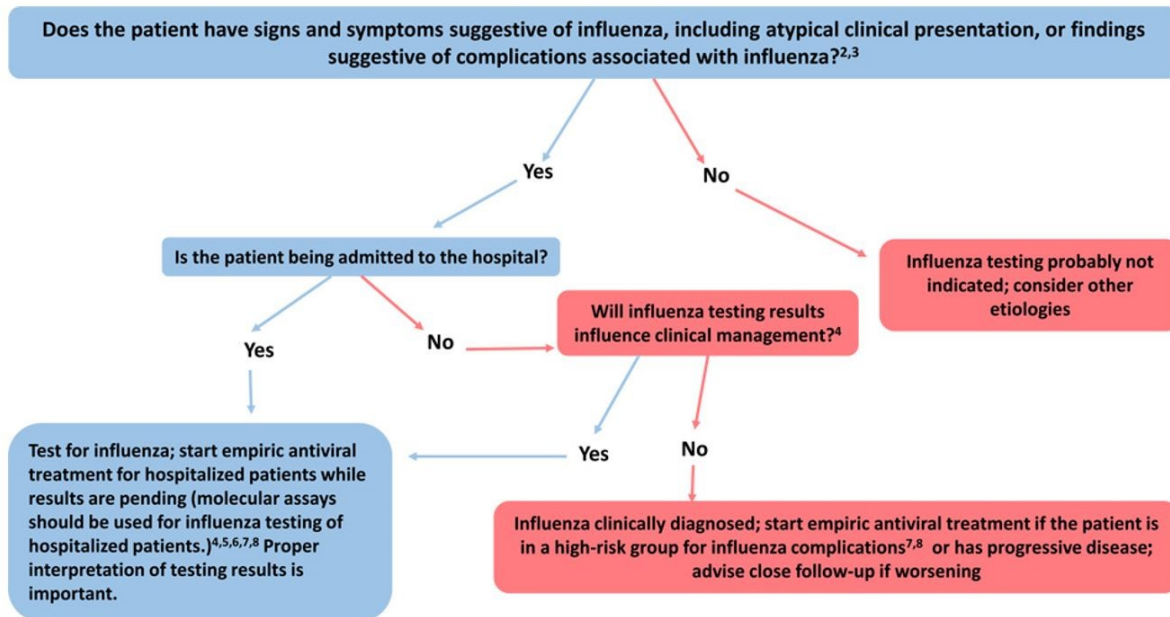 Does the patient have signs and symptoms suggestive of influenza, including atypical clinical presentation, or findings
suggestive of complications associated with influenza?2,3
Yes
No
Is the patient being admitted to the hospital?
Influenza testing probably not
indicated; consider other
etiologies
Will influenza testing results
influence clinical management?4
Yes
No
Test for influenza; start empiric antiviral
treatment for hospitalized patients while
results are pending (molecular assays
should be used for influenza testing of
hospitalized patients.)4,5,6,7,8 Proper
interpretation of testing results is
important.
Yes
No
Influenza clinically diagnosed; start empiric antiviral treatment if the patient is
in a high-risk group for influenza complications7,8 or has progressive disease;
advise close follow-up if worsening